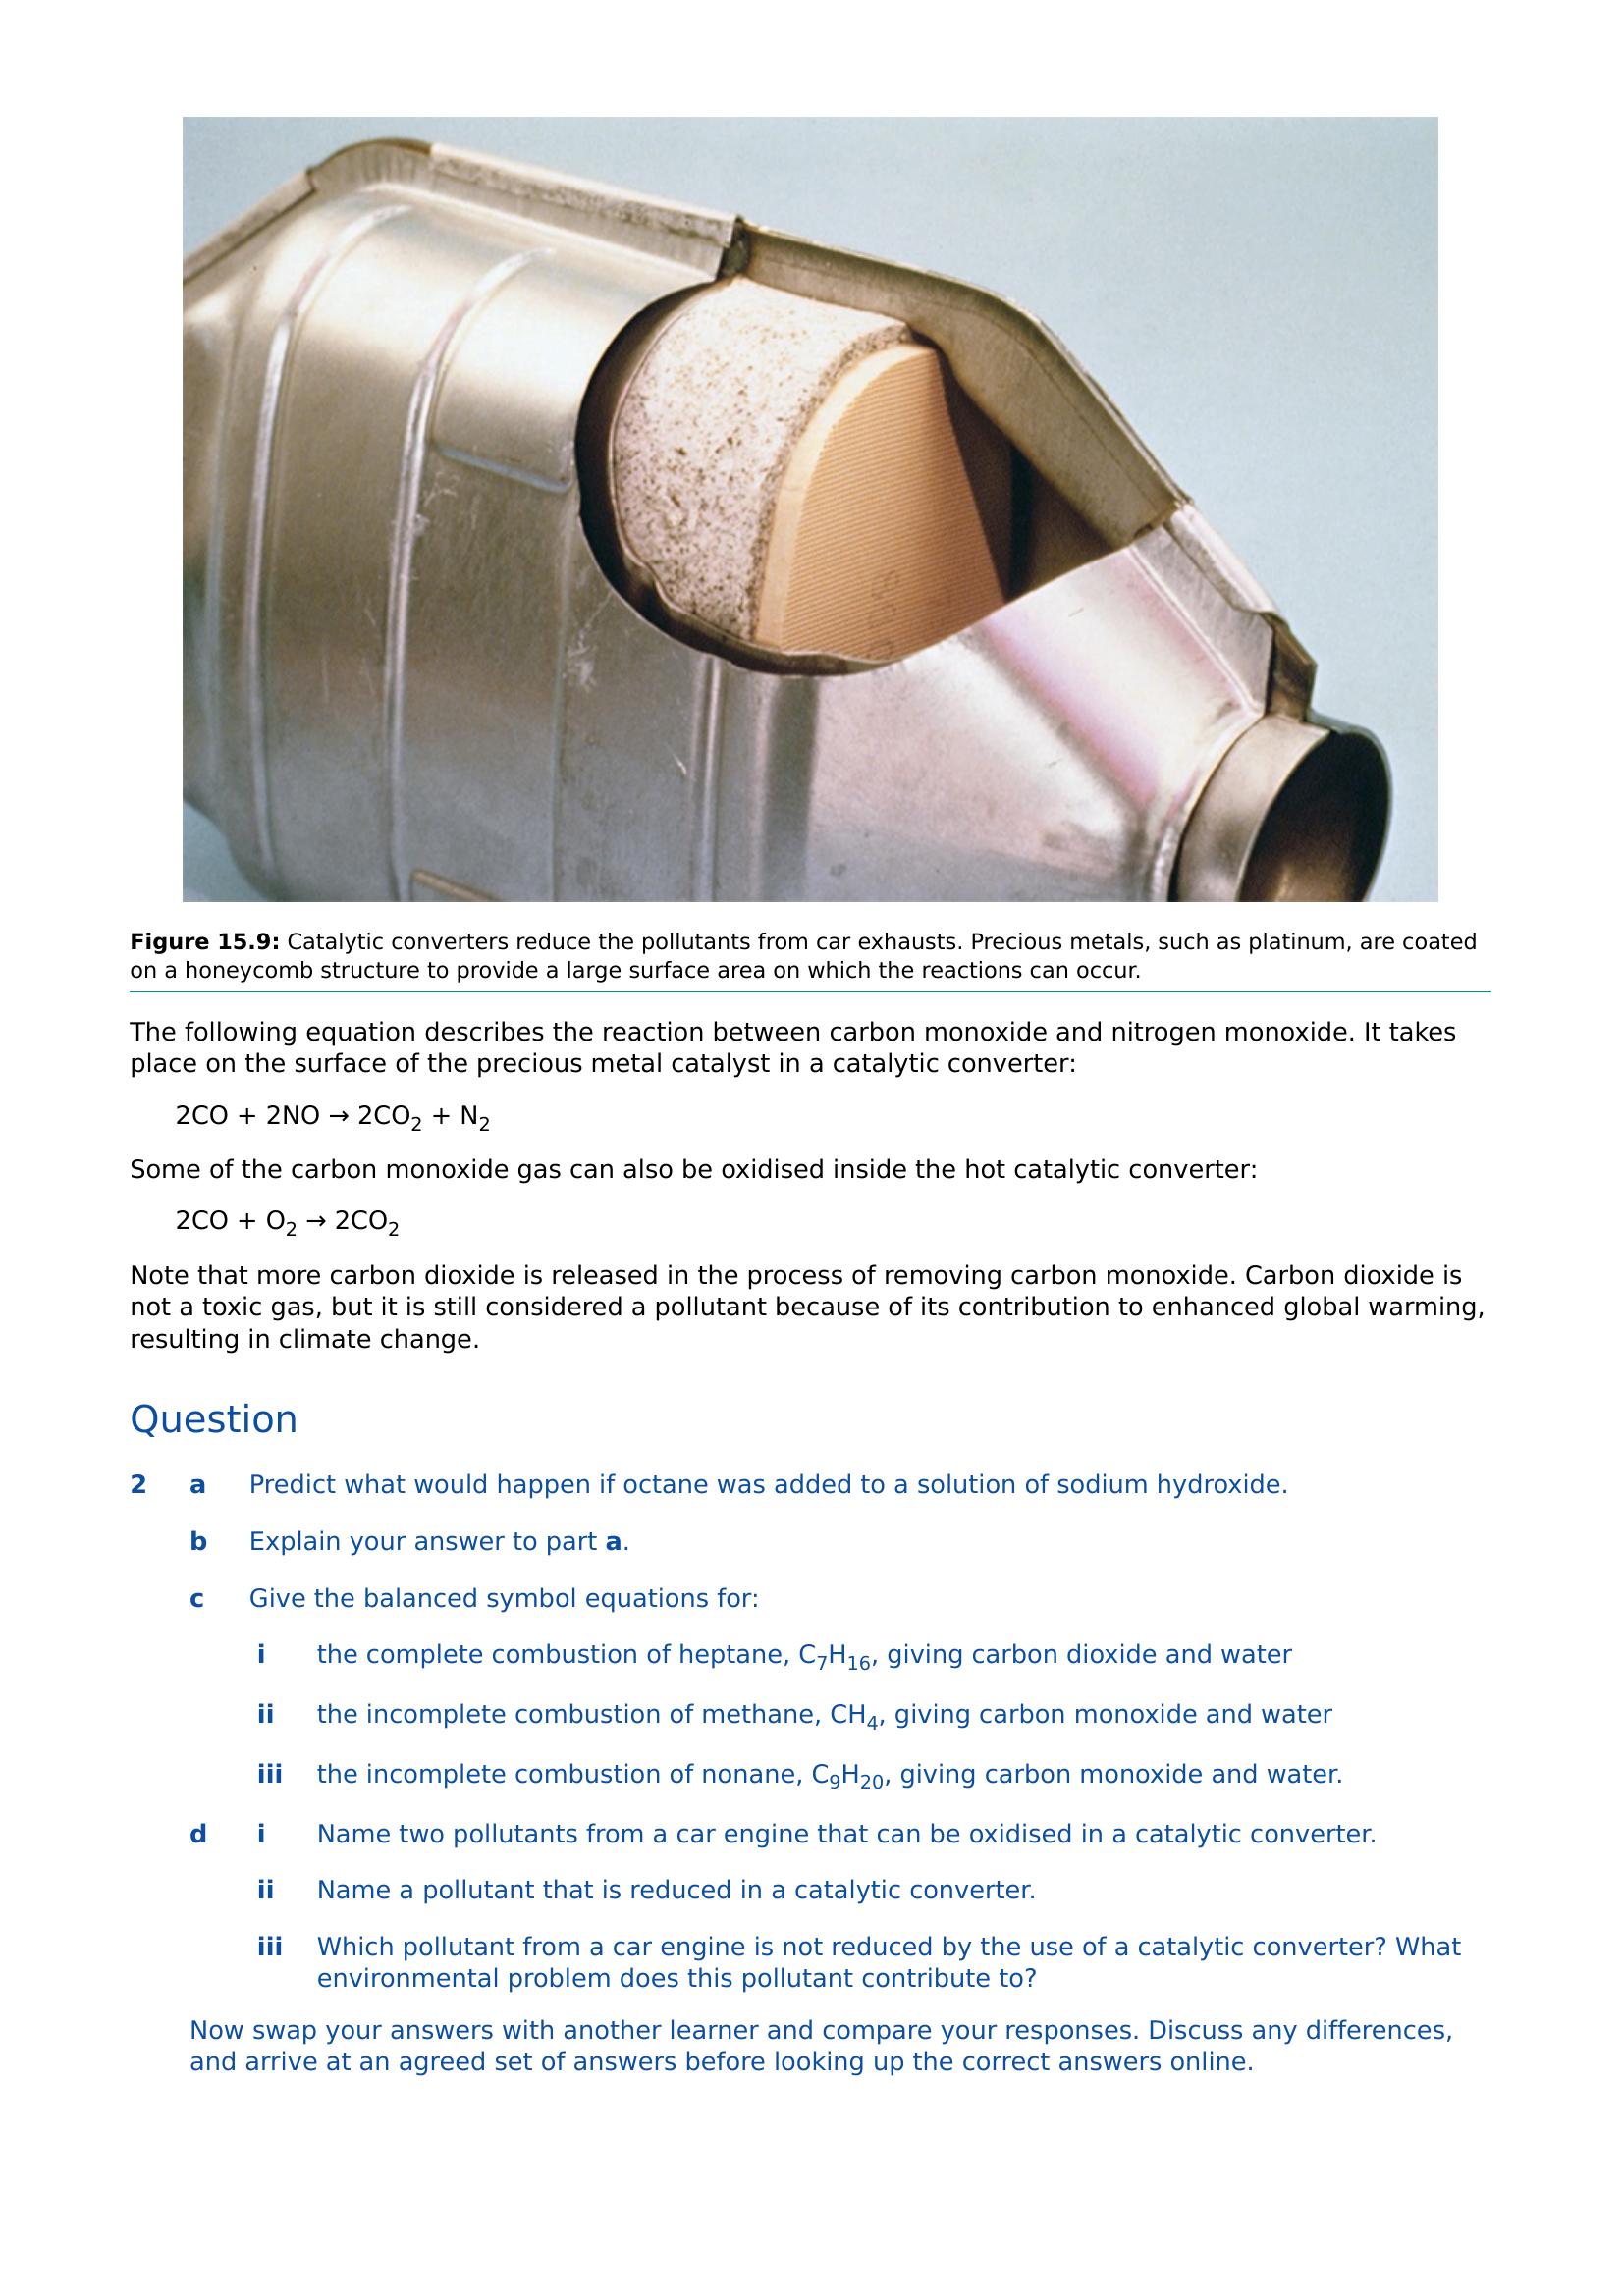 Figure 15.9: Catalytic converters reduce the pollutants from car exhausts. Precious metals, such as platinum, are coated
on a honeycomb structure to provide a large surface area on which the reactions can occur.
The following equation describes the reaction between carbon monoxide and nitrogen monoxide. It takes
place on the surface of the precious metal catalyst in a catalytic converter:
2CO + 2NO → 2CO₂ + N₂
Some of the carbon monoxide gas can also be oxidised inside the hot catalytic converter:
2CO + O₂ → 2CO₂
Note that more carbon dioxide is released in the process of removing carbon monoxide. Carbon dioxide is
not a toxic gas, but it is still considered a pollutant because of its contribution to enhanced global warming,
resulting in climate change.
Question
2 a Predict what would happen if octane was added to a solution of sodium hydroxide.
b Explain your answer to part a.
c Give the balanced symbol equations for:
i the complete combustion of heptane, C₇H₁₆, giving carbon dioxide and water
ii the incomplete combustion of methane, CH₄, giving carbon monoxide and water
iii the incomplete combustion of nonane, C₉H₂₀, giving carbon monoxide and water.
d i Name two pollutants from a car engine that can be oxidised in a catalytic converter.
ii Name a pollutant that is reduced in a catalytic converter.
iii Which pollutant from a car engine is not reduced by the use of a catalytic converter? What
environmental problem does this pollutant contribute to?
Now swap your answers with another learner and compare your responses. Discuss any differences,
and arrive at an agreed set of answers before looking up the correct answers online.